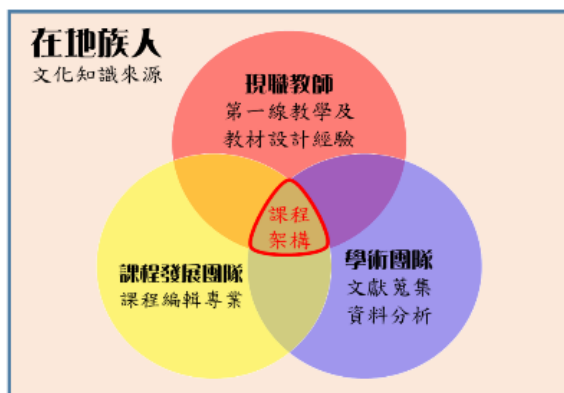 在地族人
文化知識來源
現職教師
第一線教學及
教材設計經驗
課程
架構
課程發展團隊
課程編輯專業
學術團隊
文獻蒐集
資料分析